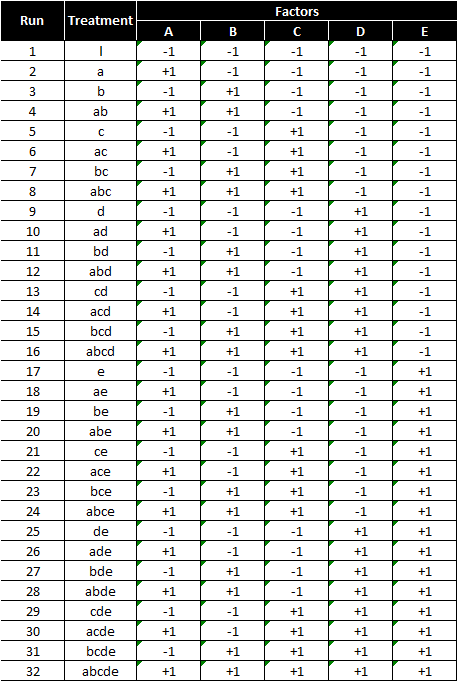 Run Treatment Factors
A B C D E
1 I -1 -1 -1 -1 -1
2 a +1 -1 -1 -1 -1
3 b -1 +1 -1 -1 -1
4 ab +1 +1 -1 -1 -1
5 c -1 -1 +1 -1 -1
6 ac +1 -1 +1 -1 -1
7 bc -1 +1 +1 -1 -1
8 abc +1 +1 +1 -1 -1
9 d -1 -1 -1 +1 -1
10 ad +1 -1 -1 +1 -1
11 bd -1 +1 -1 +1 -1
12 abd +1 +1 -1 +1 -1
13 cd -1 -1 +1 +1 -1
14 acd +1 -1 +1 +1 -1
15 bcd -1 +1 +1 +1 -1
16 abcd +1 +1 +1 +1 -1
17 e -1 -1 -1 -1 +1
18 ae +1 -1 -1 -1 +1
19 be -1 +1 -1 -1 +1
20 abe +1 +1 -1 -1 +1
21 ce -1 -1 +1 -1 +1
22 ace +1 -1 +1 -1 +1
23 bce -1 +1 +1 -1 +1
24 abce +1 +1 +1 -1 +1
25 de -1 -1 -1 +1 +1
26 ade +1 -1 -1 +1 +1
27 bde -1 +1 -1 +1 +1
28 abde +1 +1 -1 +1 +1
29 cde -1 -1 +1 +1 +1
30 acde +1 -1 +1 +1 +1
31 bcde -1 +1 +1 +1 +1
32 abcde +1 +1 +1 +1 +1